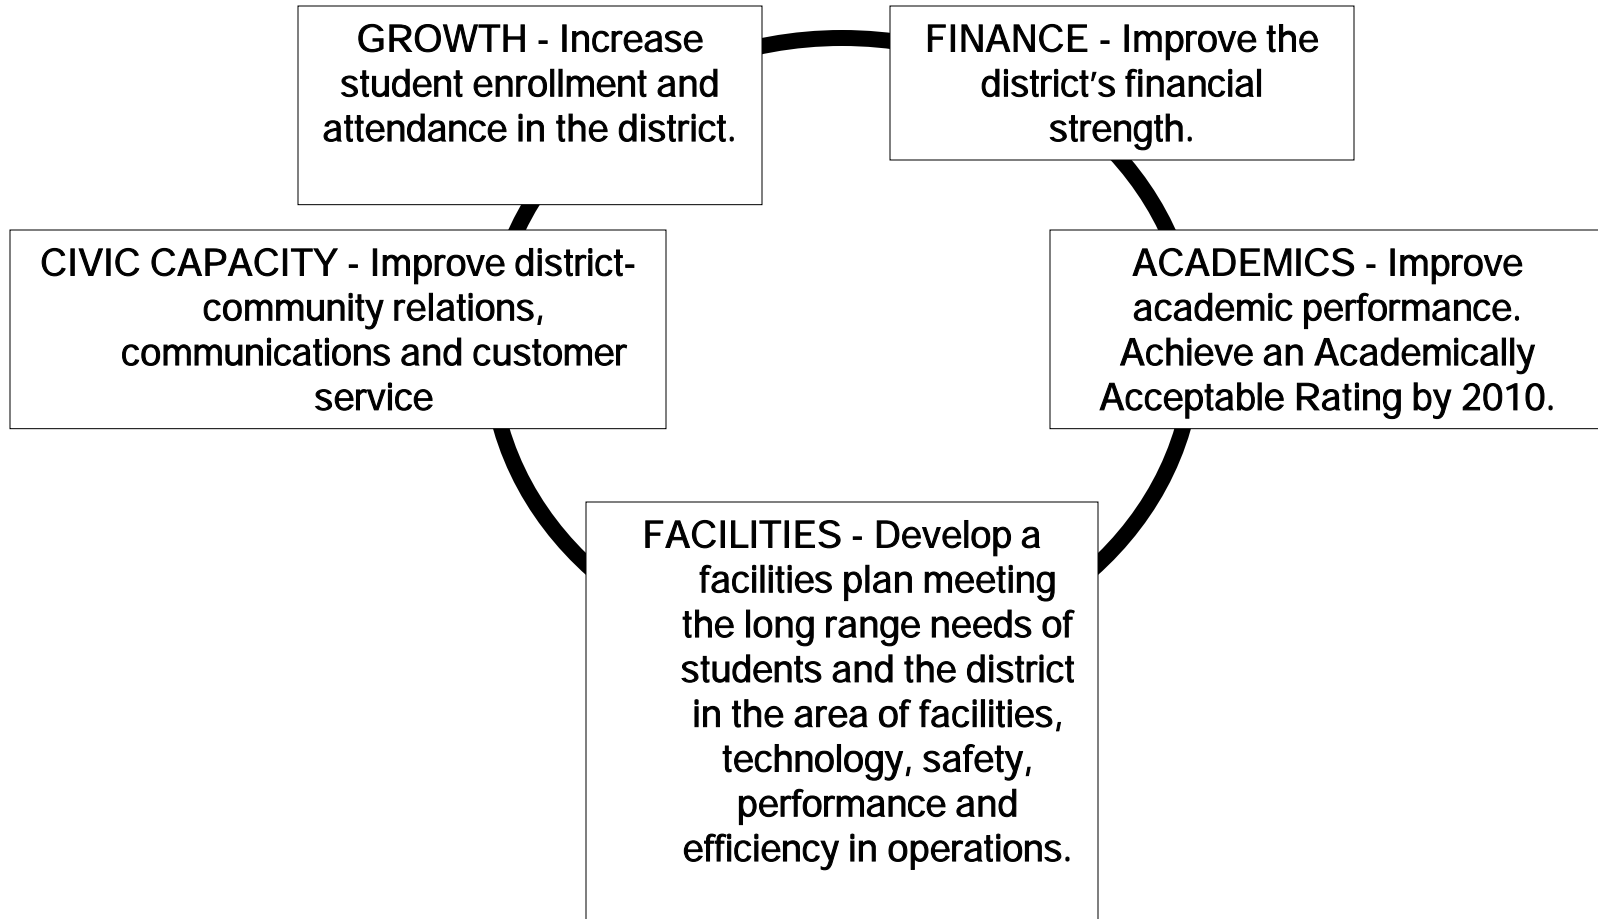 GROWTH - Increase
student enrollment and
attendance in the district.
FINANCE - Improve the
district's financial
strength.
CIVIC CAPACITY - Improve district-
community relations,
communications and customer
service
ACADEMICS - Improve
academic performance.
Achieve an Academically
Acceptable Rating by 2010.
FACILITIES - Develop a
facilities plan meeting
the long range needs of
students and the district
in the area of facilities,
technology, safety,
performance and
efficiency in operations.